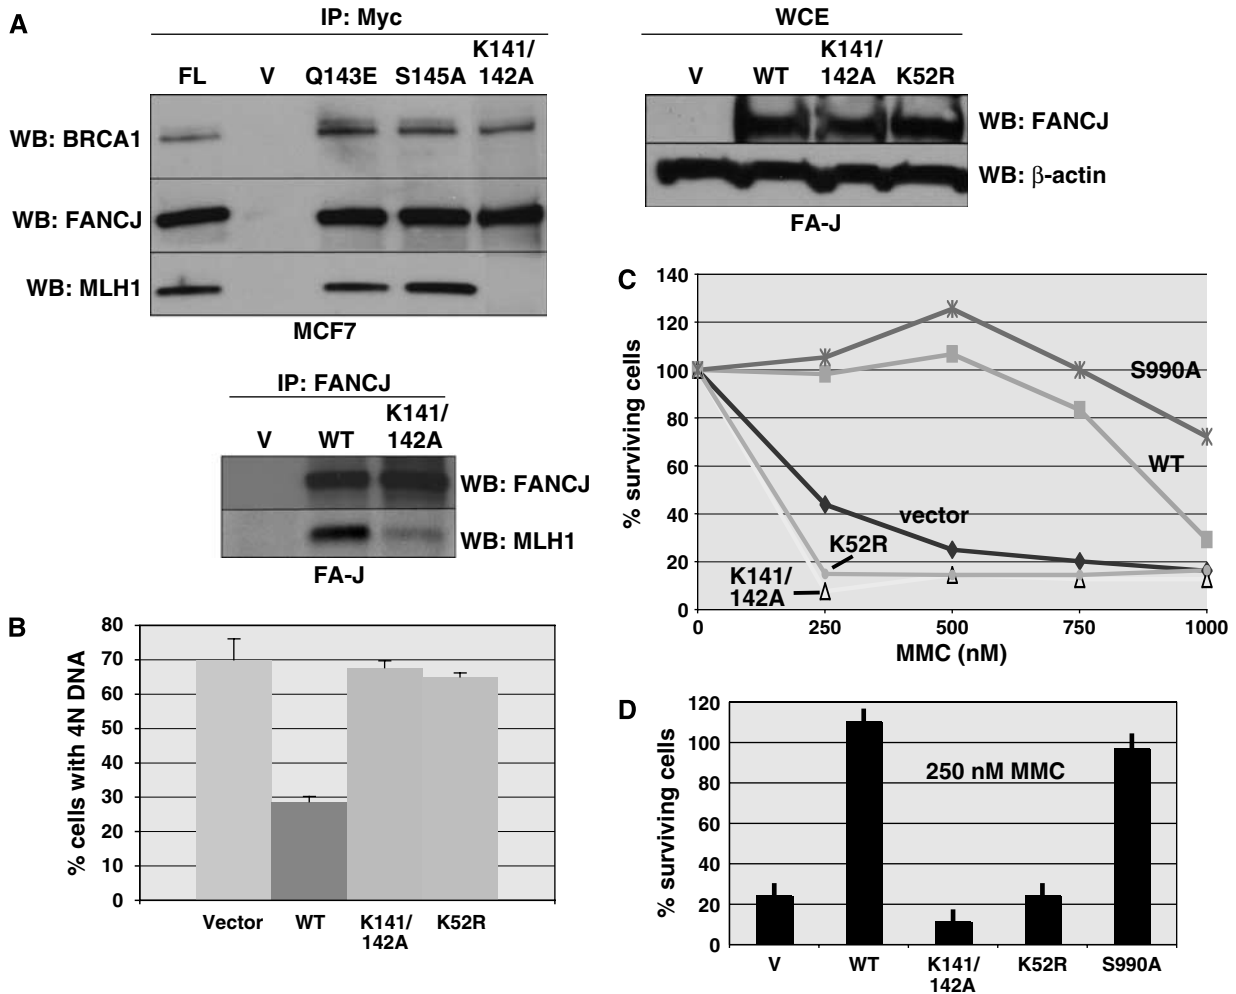 A
IP: Myc
FL V Q143E S145A K141/
142A
WB: BRCA1
WB: FANCJ
WB: MLH1
MCF7
WCE
V WT K141/
142A K52R
WB: FANCJ
WB: β-actin
FA-J
IP: FANCJ
V WT K141/
142A
WB: FANCJ
WB: MLH1
FA-J
B
% cells with 4N DNA
80
70
60
50
40
30
20
10
0
Vector WT K141/
142A K52R
C
% surviving cells
140
120
100
80
60
40
20
0
S990A
WT
vector
K52R
K141/
142A
0 250 500 750 1000
MMC (nM)
D
% surviving cells
120
100
80
60
40
20
0
250 nM MMC
V WT K141/
142A K52R S990A